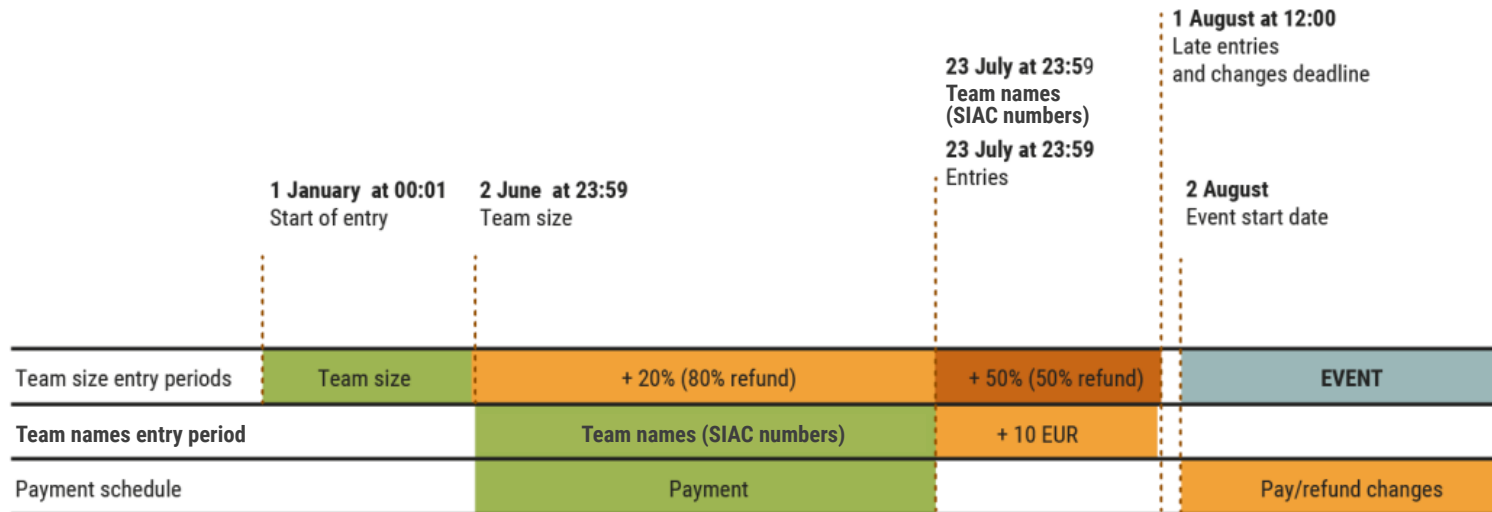 1 August at 12:00
Late entries
and changes deadline
23 July at 23:59
Team names
(SIAC numbers)
23 July at 23:59
Entries
1 January at 00:01
Start of entry
2 June at 23:59
Team size
2 August
Event start date
Team size entry periods
Team size
+ 20% (80% refund)
+ 50% (50% refund)
EVENT
Team names entry period
Team names (SIAC numbers)
+ 10 EUR
Payment schedule
Payment
Pay/refund changes